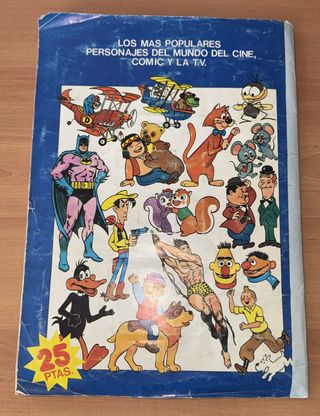 LOS MAS POPULARES
PERSONAJES DEL MUNDO DEL CINE,
COMIC Y LA T.V.
25
PTAS.